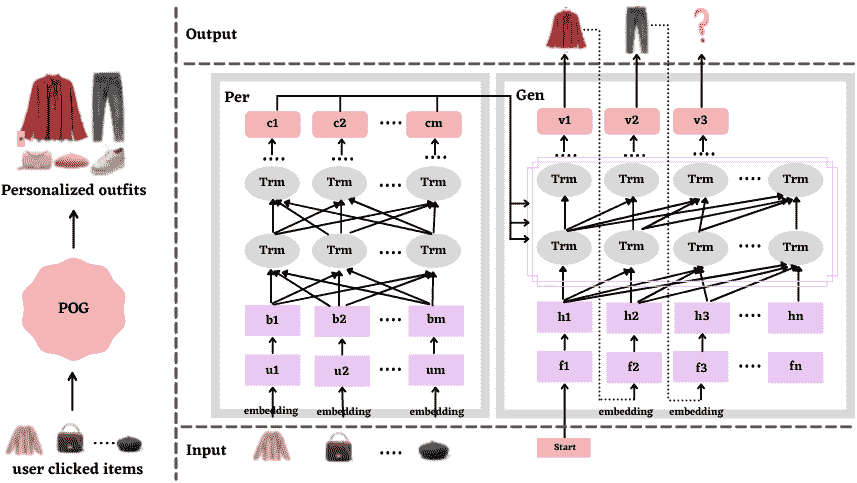 Personalized outfits
POG
user clicked items
Output
?
Per
Gen
c1 c2 cm
v1 v2 v3
Trm Trm Trm
Trm Trm Trm Trm
Trm Trm Trm
Trm Trm Trm Trm
b1 b2 bm
h1 h2 h3 hn
u1 u2 um
f1 f2 f3 fn
embedding embedding embedding
embedding embedding
Input
Start